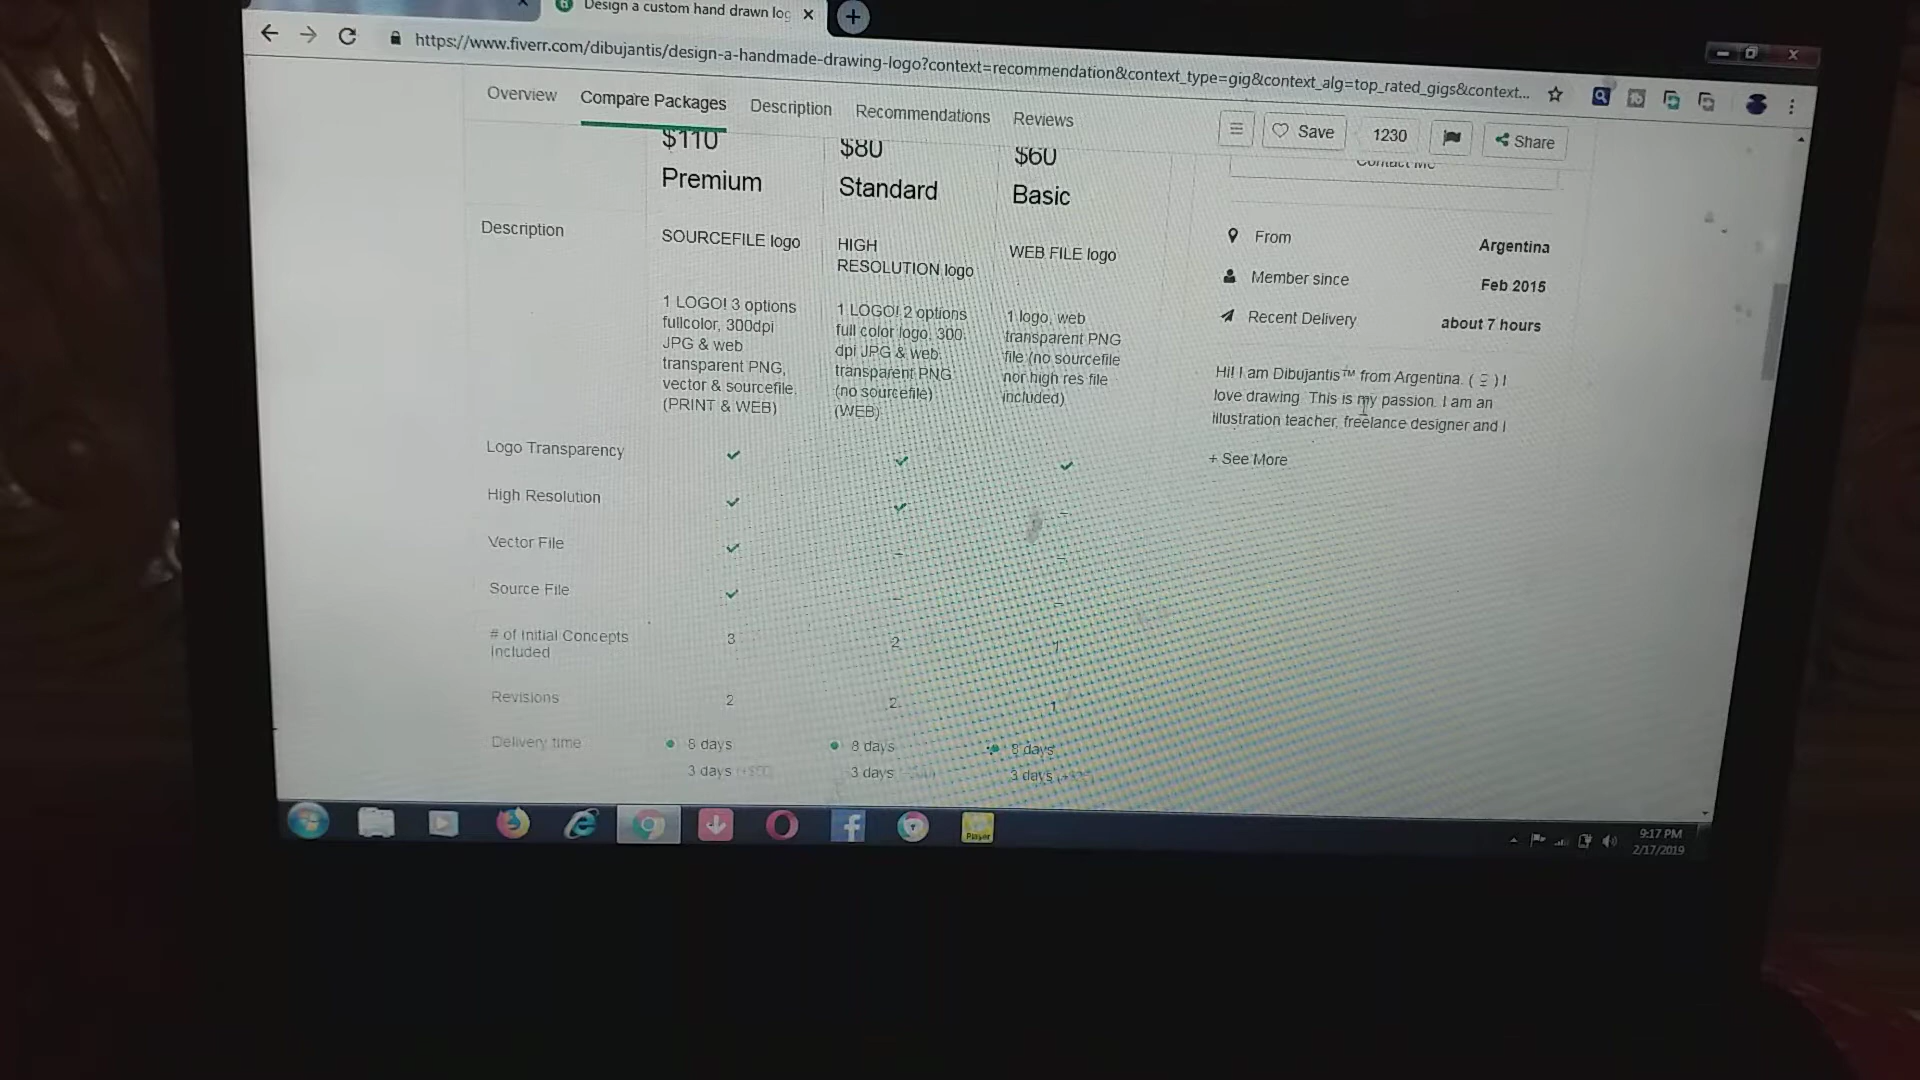 Design a custom hand drawn log
https://www.fiverr.com/dibujantis/design-a-handmade-drawing-logo?context=recommendation&context_type=gig&context_alg=top_rated_gigs&context...
Overview
Compare Packages
Description
Recommendations
Reviews
Save
1230
Share
$110
Premium
$80
Standard
$60
Basic
Contact Me
Description
SOURCEFILE logo
1 LOGO! 3 options
fullcolor, 300dpi
JPG & web
transparent PNG,
vector & sourcefile.
(PRINT & WEB)
HIGH
RESOLUTION logo
1 LOGO! 2 options
full color logo, 300
dpi JPG & web
transparent PNG
(no sourcefile)
(WEB)
WEB FILE logo
1 logo, web
transparent PNG
file (no sourcefile
nor high res file
included)
Logo Transparency
High Resolution
Vector File
Source File
# of Initial Concepts
Included
3
2
1
Revisions
2
2
1
Delivery time
8 days
8 days
8 days
3 days
3 days
3 days
From
Argentina
Member since
Feb 2015
Recent Delivery
about 7 hours
Hi! I am Dibujantis™ from Argentina. ( Ξ ) I
love drawing. This is my passion. I am an
illustration teacher, freelance designer and I
+ See More
Player
9:17 PM
2/17/2019